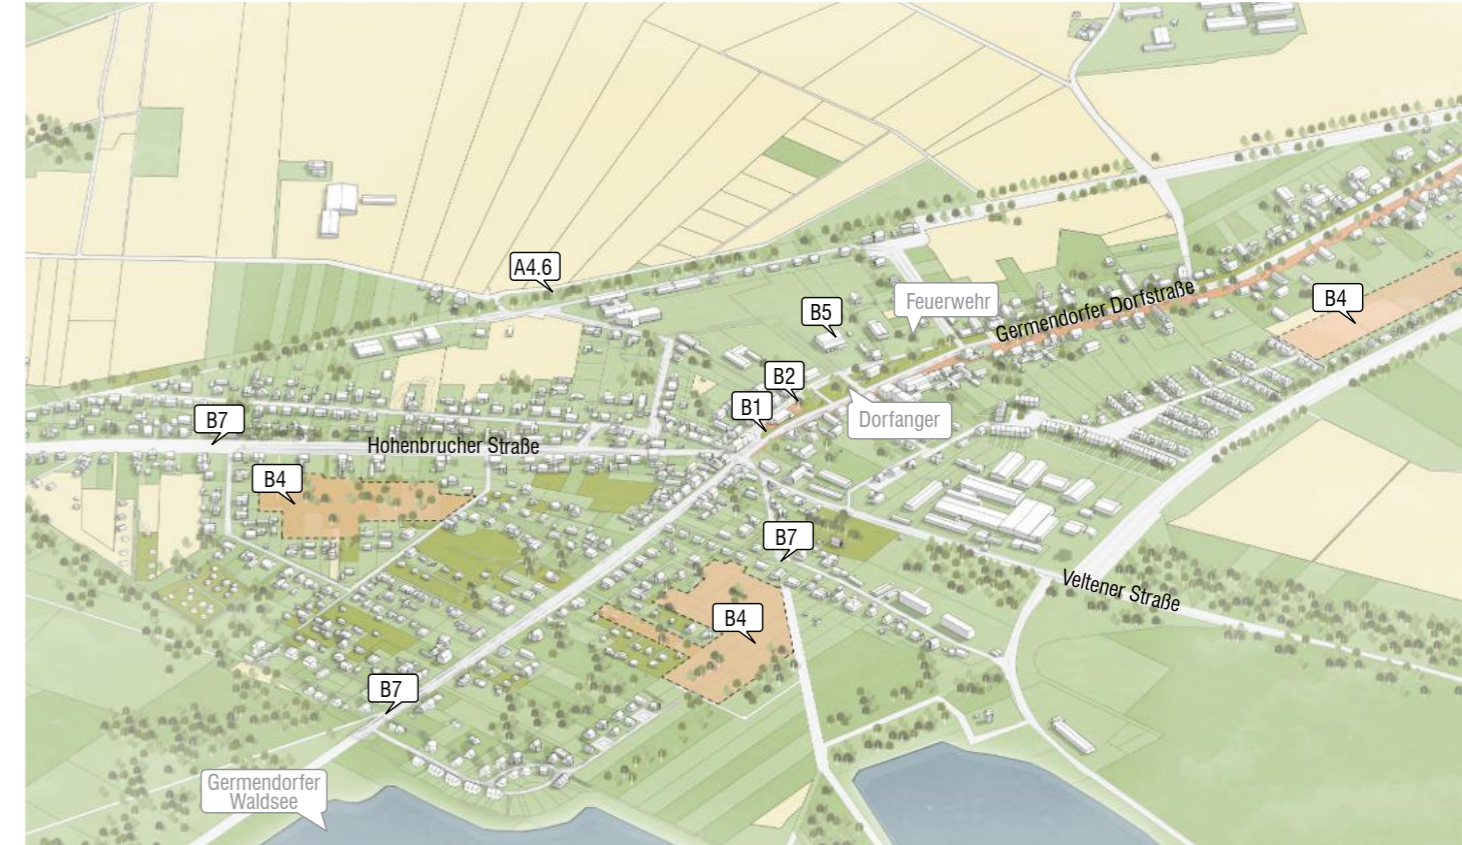 A4.6
B5
Feuerwehr
Germendorfer Dorfstraße
B4
B2
B1
Dorfanger
B7
Hohenbrucher Straße
B4
B7
Veltener Straße
B4
B7
Germendorfer
Waldsee